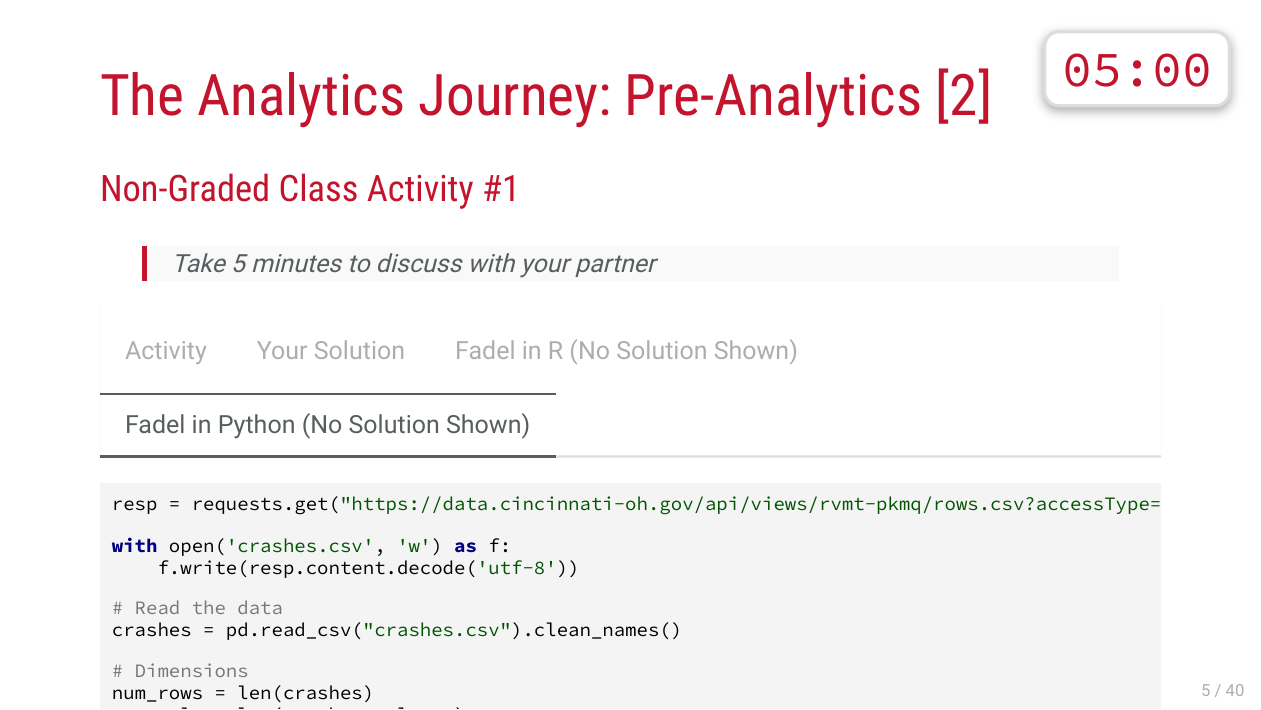 The Analytics Journey: Pre-Analytics [2]
05:00
Non-Graded Class Activity #1
Take 5 minutes to discuss with your partner
Activity Your Solution Fadel in R (No Solution Shown)
Fadel in Python (No Solution Shown)
resp = requests.get("https://data.cincinnati-oh.gov/api/views/rvmt-pkmq/rows.csv?accessType=
with open('crashes.csv', 'w') as f:
    f.write(resp.content.decode('utf-8'))
# Read the data
crashes = pd.read_csv("crashes.csv").clean_names()
# Dimensions
num_rows = len(crashes)
5 / 40